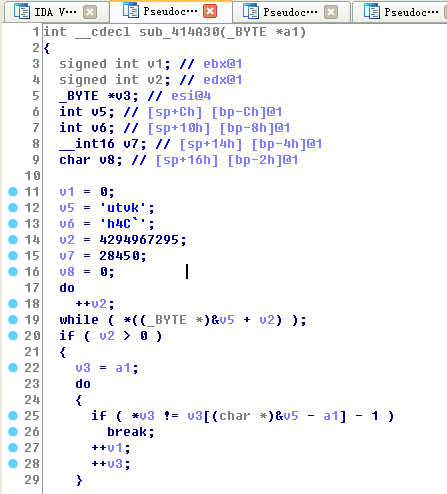 IDA V···
Pseudoc···
Pseudoc···
Pseudoc···
1 int __cdecl sub_414A30(_BYTE *a1)
2 {
3 signed int v1; // ebx@1
4 signed int v2; // edx@1
5 _BYTE *v3; // esi@4
6 int v5; // [sp+Ch] [bp-Ch]@1
7 int v6; // [sp+10h] [bp-8h]@1
8 __int16 v7; // [sp+14h] [bp-4h]@1
9 char v8; // [sp+16h] [bp-2h]@1
10
11 v1 = 0;
12 v5 = 'utvk';
13 v6 = 'h4C`';
14 v2 = 4294967295;
15 v7 = 28450;
16 v8 = 0;
17 do
18 ++v2;
19 while ( *((_BYTE *)&v5 + v2) );
20 if ( v2 > 0 )
21 {
22 v3 = a1;
23 do
24 {
25 if ( *v3 != v3[(char *)&v5 - a1] - 1 )
26 break;
27 ++v1;
28 ++v3;
29 }